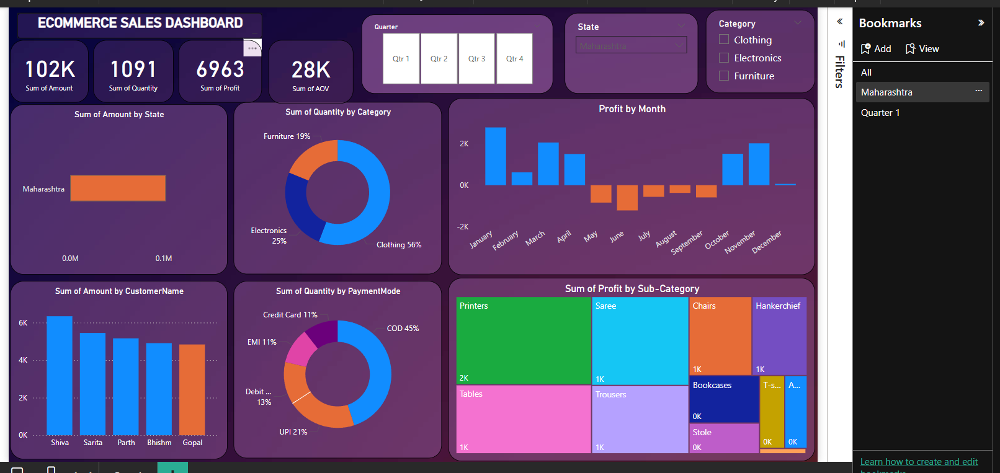 ECOMMERCE SALES DASHBOARD
102K
Sum of Amount
1091
Sum of Quantity
6963
Sum of Profit
28K
Sum of AOV
Quarter
Qtr 1
Qtr 2
Qtr 3
Qtr 4
State
Maharashtra
Category
Clothing
Electronics
Furniture
Sum of Amount by State
Maharashtra
0.0M
0.1M
Sum of Quantity by Category
Furniture 19%
Electronics
25%
Clothing 56%
Profit by Month
2K
0K
-2K
January
February
March
April
May
June
July
August
September
October
November
December
Sum of Amount by CustomerName
6K
4K
2K
0K
Shiva
Sarita
Parth
Bhishm
Gopal
Sum of Quantity by PaymentMode
Credit Card 11%
COD 45%
EMI 11%
Debit ...
13%
UPI 21%
Sum of Profit by Sub-Category
Printers
2K
Saree
1K
Chairs
1K
Hankerchief
1K
Tables
1K
Trousers
1K
Bookcases
0K
Stole
0K
T-s...
0K
A...
0K
Filters
Bookmarks
Add
View
All
Maharashtra
Quarter 1
Learn how to create and edit